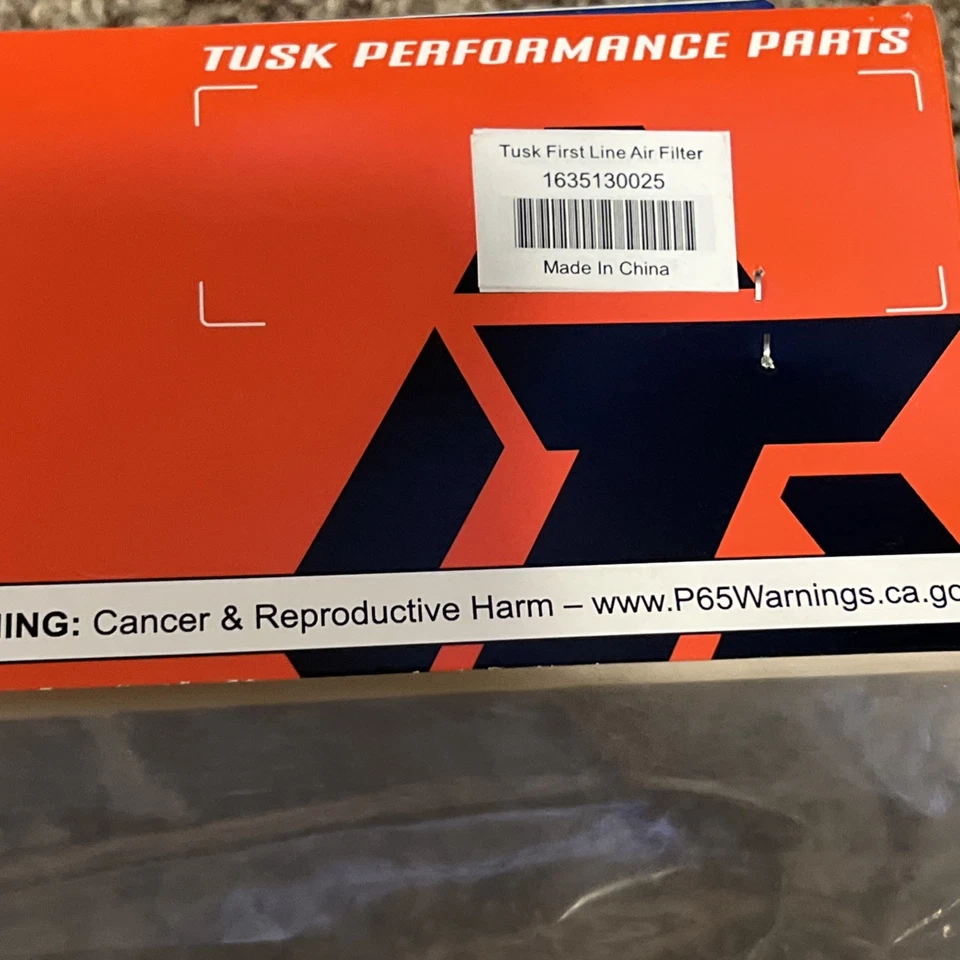 TUSK PERFORMANCE PARTS
Tusk First Line Air Filter
1635130025
Made In China
Cancer & Reproductive Harm – www.P65Warnings.ca.go